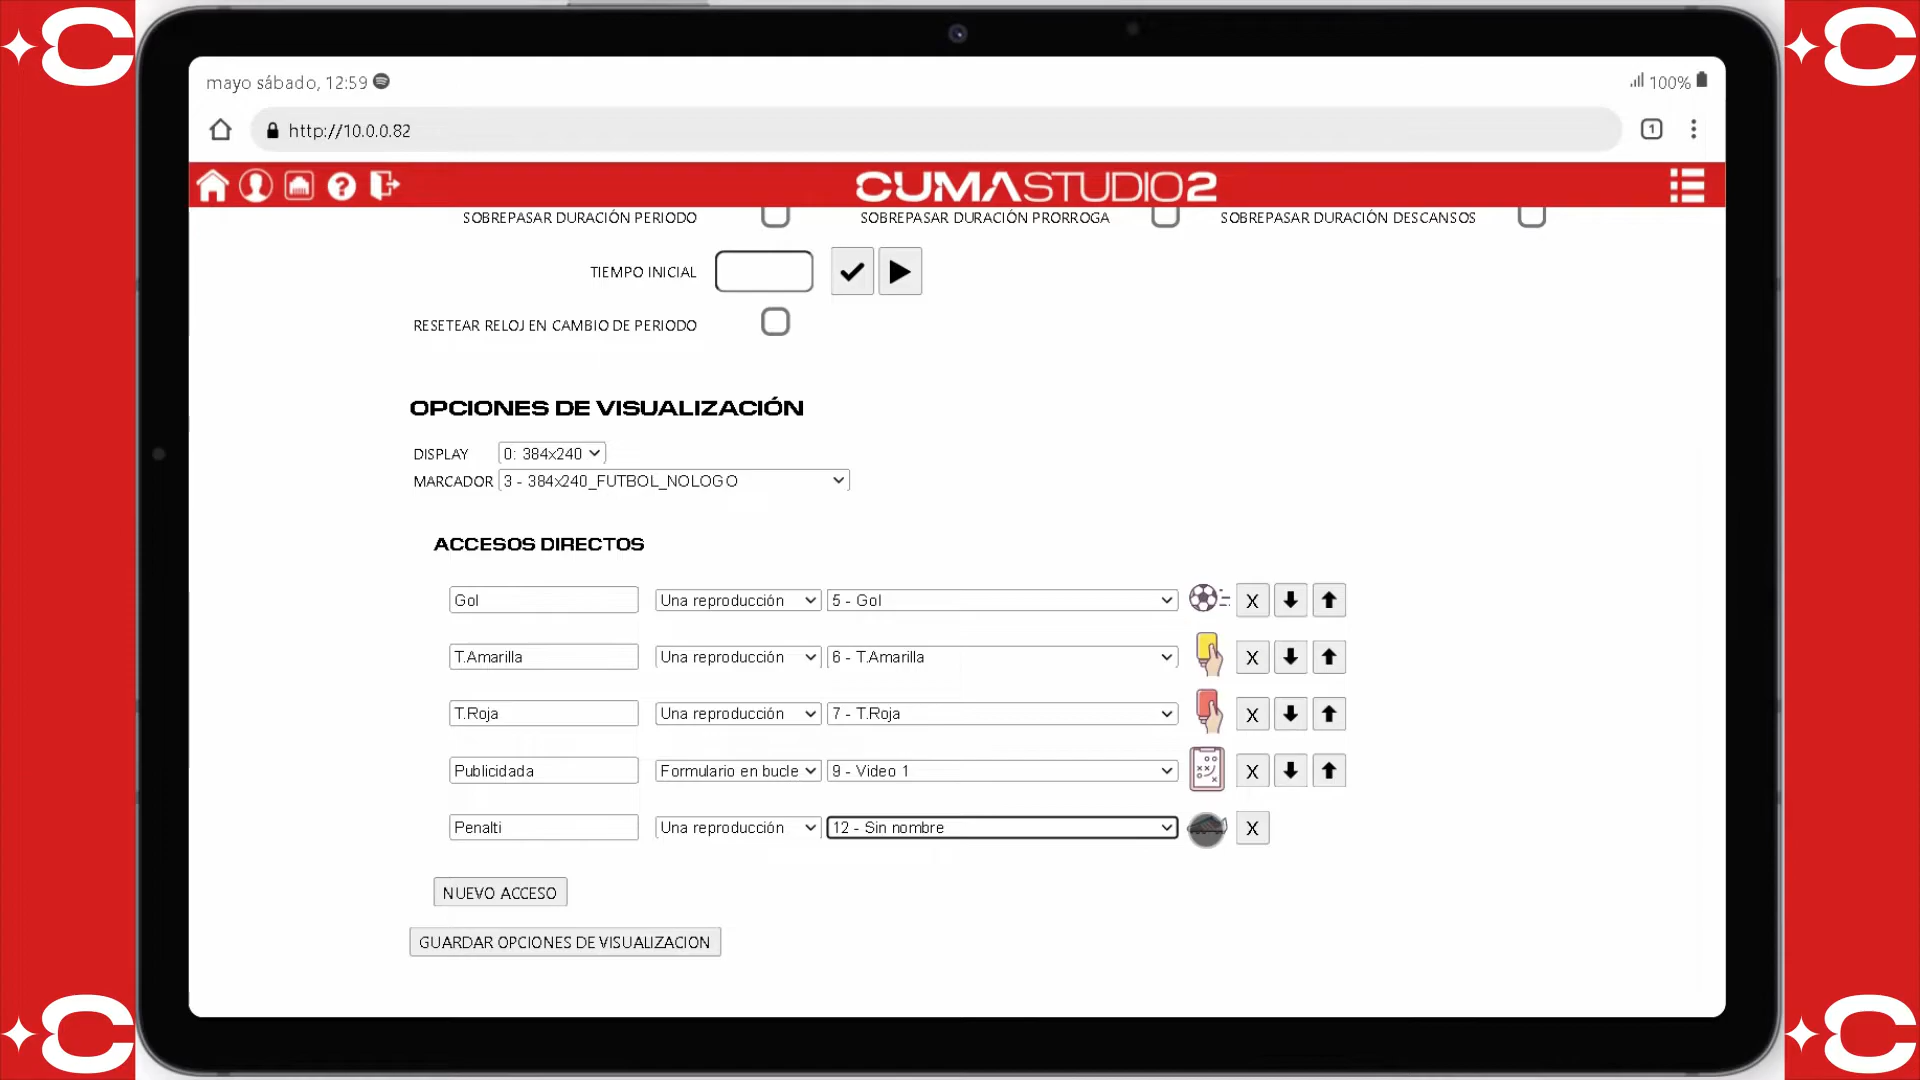 mayo sábado, 12:59
100%
http://10.0.0.82
1
CUMASTUDIO2
SOBREPASAR DURACIÓN PERIODO
SOBREPASAR DURACIÓN PRORROGA
SOBREPASAR DURACIÓN DESCANSOS
TIEMPO INICIAL
RESETEAR RELOJ EN CAMBIO DE PERIODO
OPCIONES DE VISUALIZACIÓN
DISPLAY 0: 384x240
MARCADOR 3 - 384x240_FUTBOL_NOLOGO
ACCESOS DIRECTOS
Gol Una reproducción 5 - Gol X
T.Amarilla Una reproducción 6 - T.Amarilla X
T.Roja Una reproducción 7 - T.Roja X
Publicidada Formulario en bucle 9 - Video 1 X
Penalti Una reproducción 12 - Sin nombre X
NUEVO ACCESO
GUARDAR OPCIONES DE VISUALIZACION